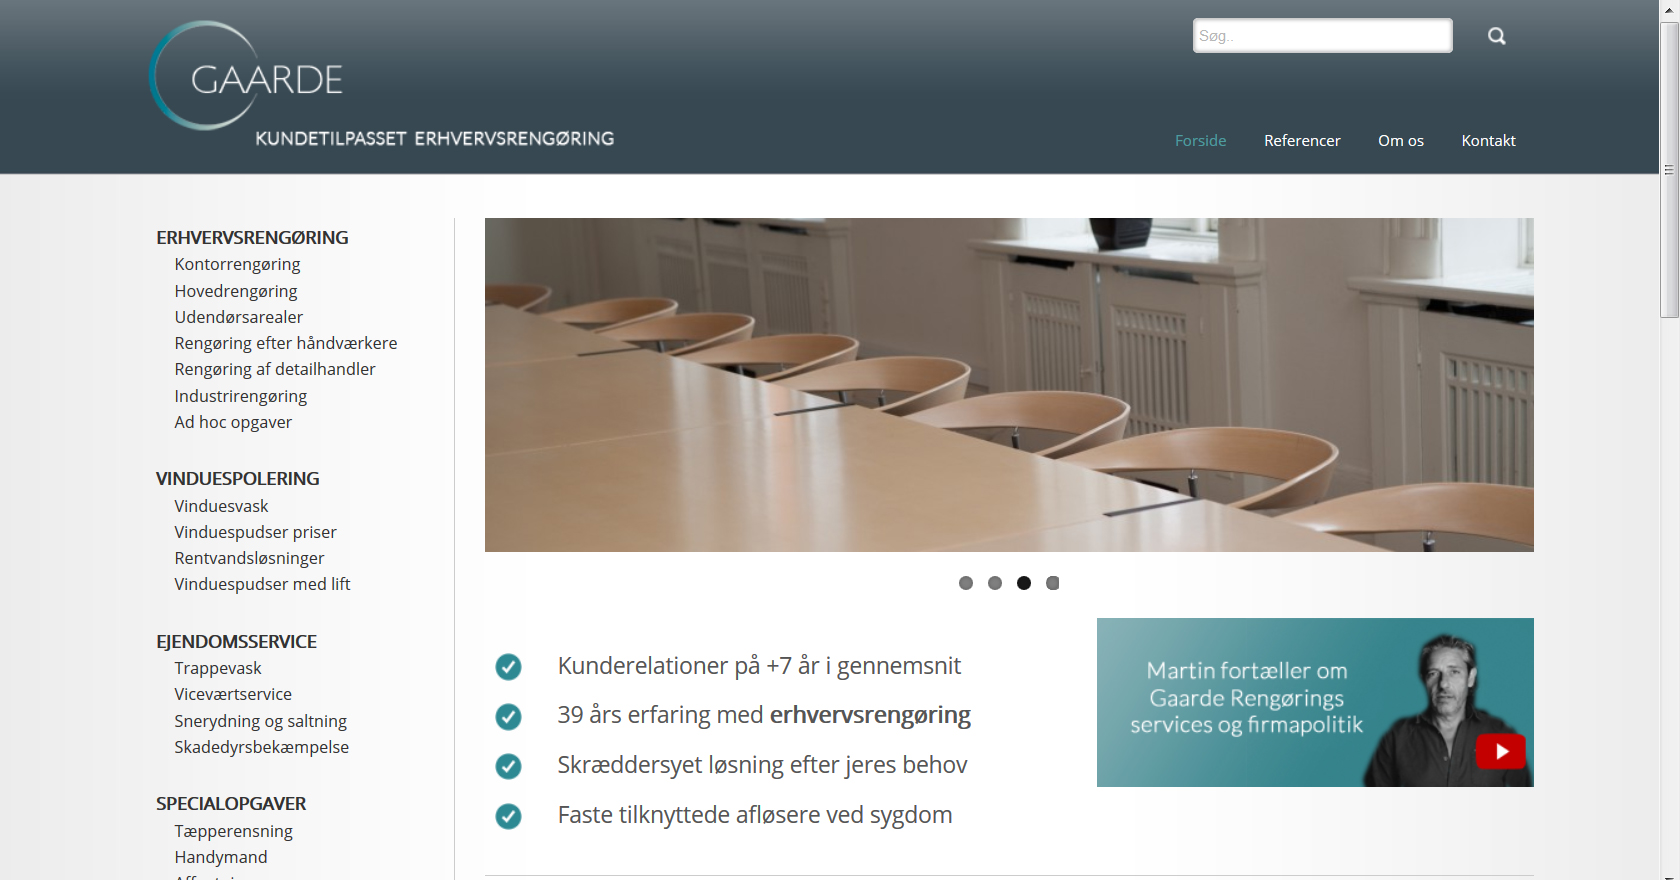 GAARDE
KUNDETILPASSET ERHVERVSRENGØRING
Søg..
Forside
Referencer
Om os
Kontakt
ERHVERVSRENGØRING
Kontorrengøring
Hovedrengøring
Udendørsarealer
Rengøring efter håndværkere
Rengøring af detailhandler
Industrirengøring
Ad hoc opgaver
VINDUESPOLERING
Vinduesvask
Vinduespudser priser
Rentvandsløsninger
Vinduespudser med lift
EJENDOMSSERVICE
Trappevask
Viceværtservice
Snerydning og saltning
Skadedyrsbekæmpelse
SPECIALOPGAVER
Tæpperensning
Handymand
Kunderelationer på +7 år i gennemsnit
39 års erfaring med erhvervsrengøring
Skræddersyet løsning efter jeres behov
Faste tilknyttede afløsere ved sygdom
Martin fortæller om
Gaarde Rengørings
services og firmapolitik